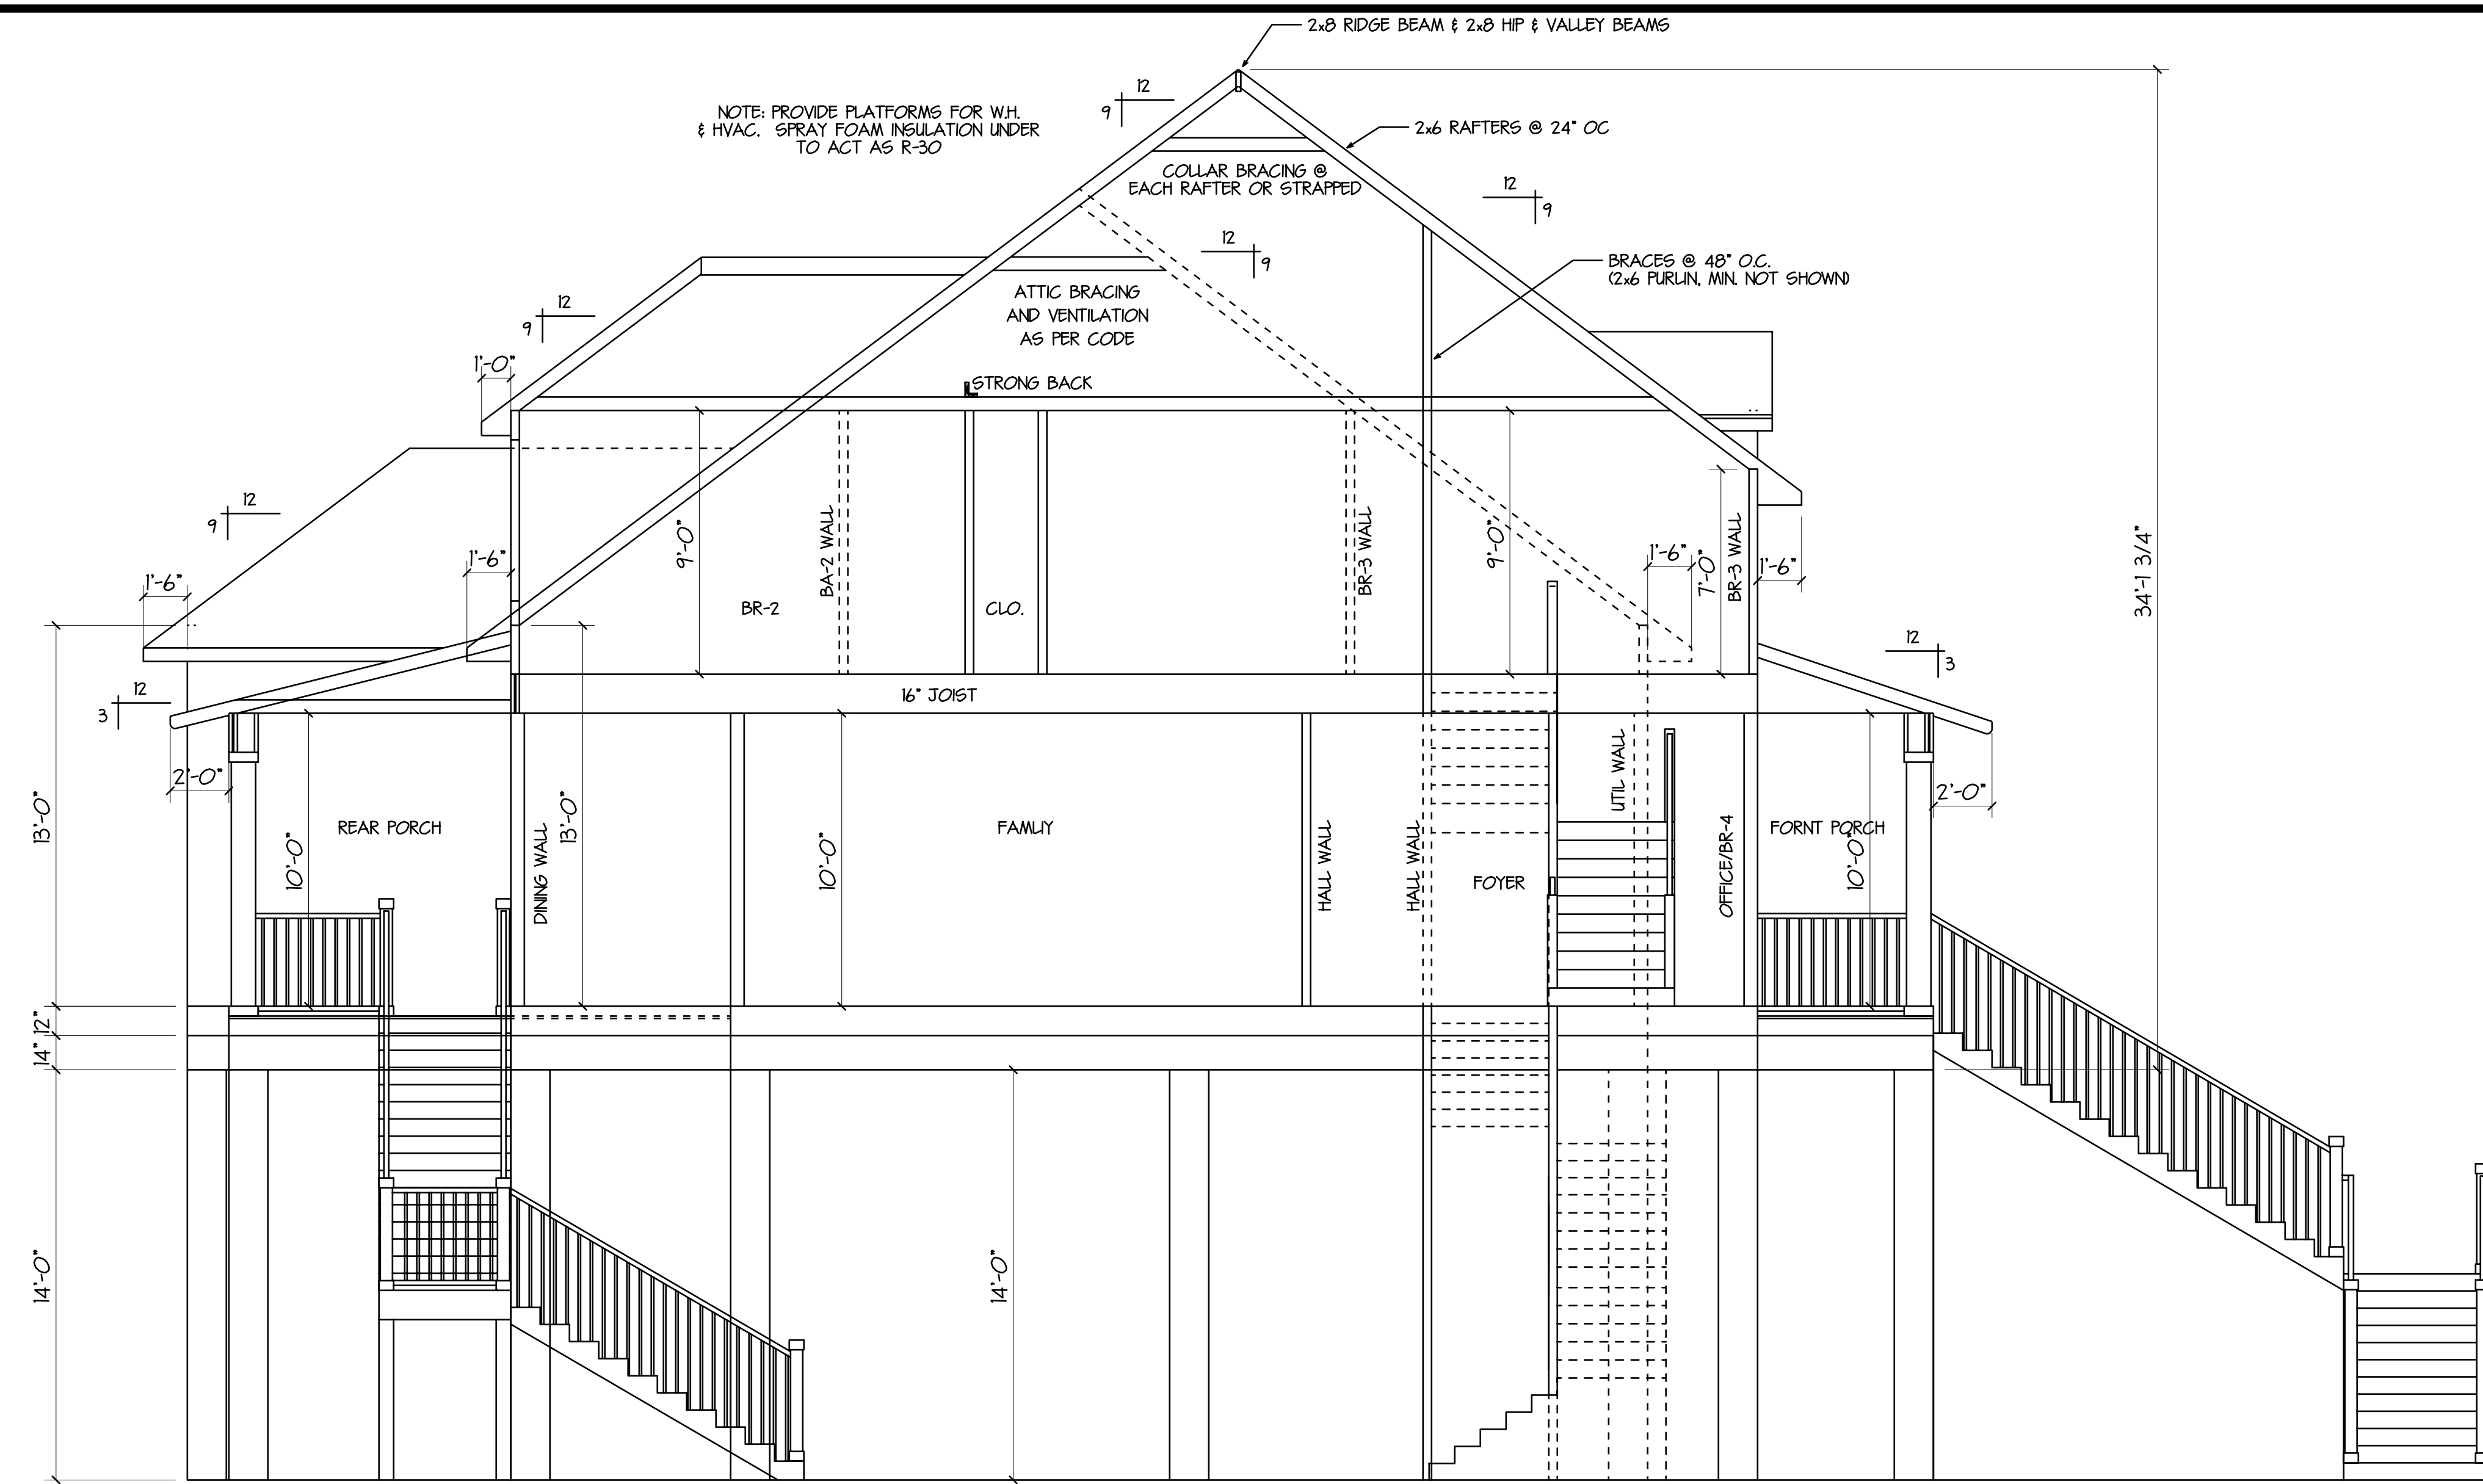 2x8 RIDGE BEAM & 2x8 HIP & VALLEY BEAMS
12
9
NOTE: PROVIDE PLATFORMS FOR W.H.
& HVAC. SPRAY FOAM INSULATION UNDER
TO ACT AS R-30
2x6 RAFTERS @ 24" OC
COLLAR BRACING @
EACH RAFTER OR STRAPPED
12
9
12
9
BRACES @ 48" O.C.
(2x6 PURLIN, MIN. NOT SHOWN)
ATTIC BRACING
AND VENTILATION
AS PER CODE
12
9
1'-0"
STRONG BACK
12
9
9'-0"
BA-2 WALL
BR-3 WALL
9'-0"
7'-0"
BR-3 WALL
34'-1 3/4"
1'-6"
1'-6"
1'-6"
1'-6"
BR-2
CLO.
12
3
12
3
16" JOIST
2'-0"
2'-0"
UTIL WALL
13'-0"
10'-0"
REAR PORCH
DINING WALL
13'-0"
10'-0"
FAMLIY
HALL WALL
HALL WALL
FOYER
OFFICE/BR-4
FORNT PORCH
10'-0"
12"
14"
14'-0"
14'-0"